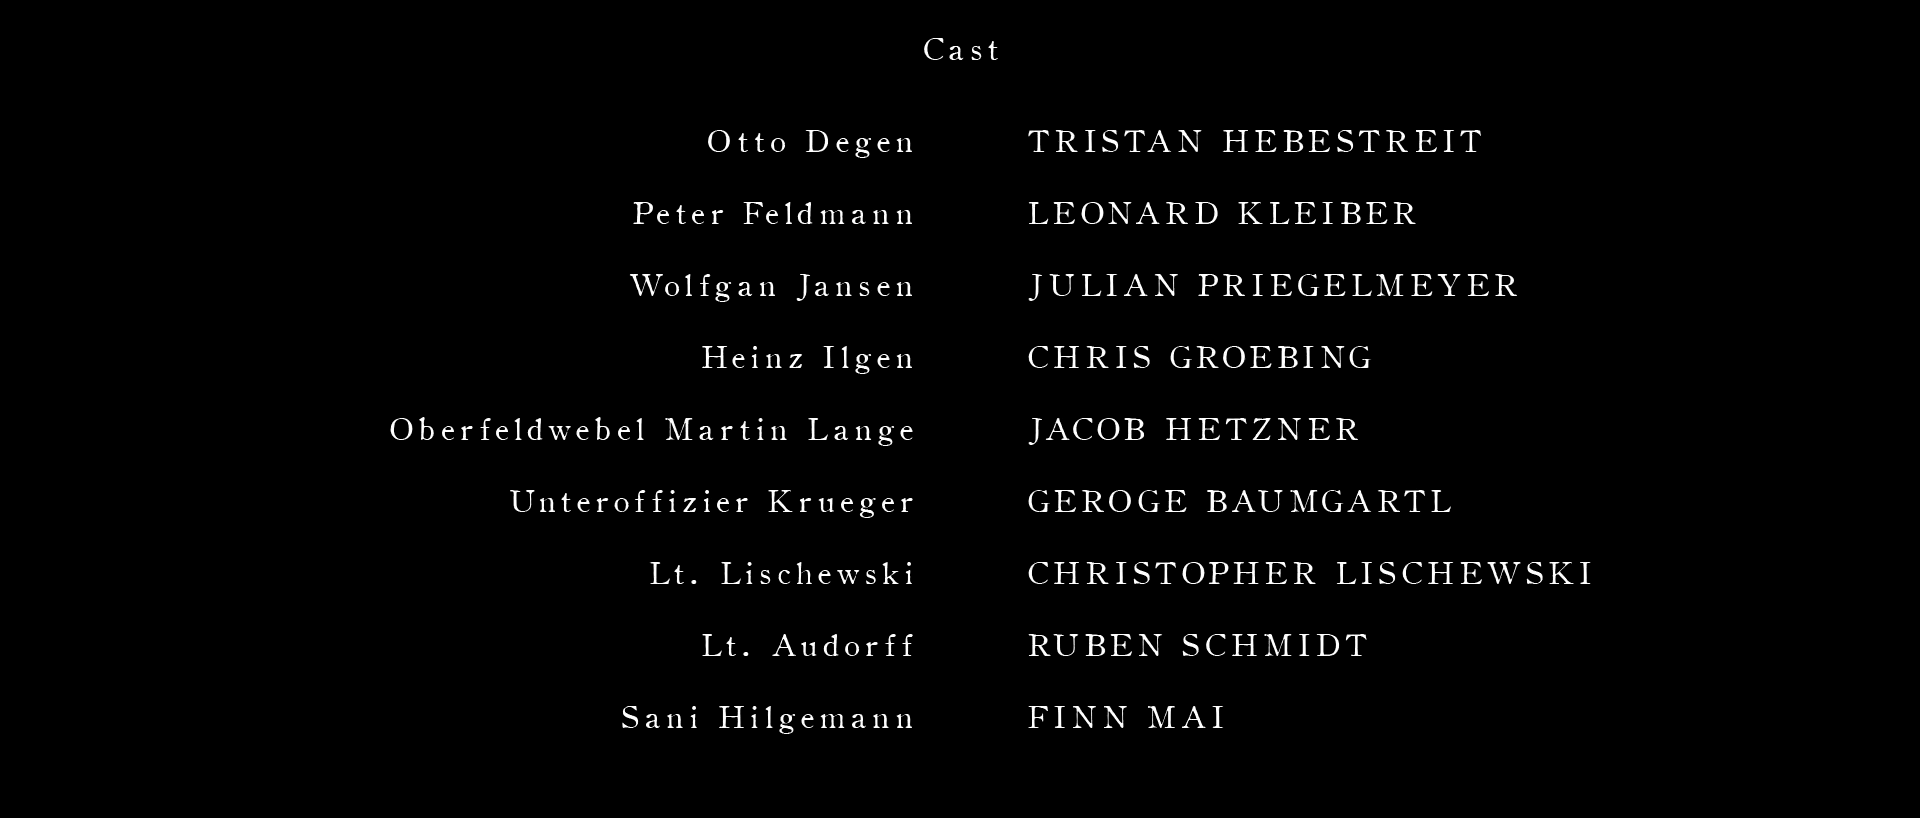 Cast
Otto Degen TRISTAN HEBESTREIT
Peter Feldmann LEONARD KLEIBER
Wolfgan Jansen JULIAN PRIEGELMEYER
Heinz Ilgen CHRIS GROEBING
Oberfeldwebel Martin Lange JACOB HETZNER
Unteroffizier Krueger GEROGE BAUMGARTL
Lt. Lischewski CHRISTOPHER LISCHEWSKI
Lt. Audorff RUBEN SCHMIDT
Sani Hilgemann FINN MAI